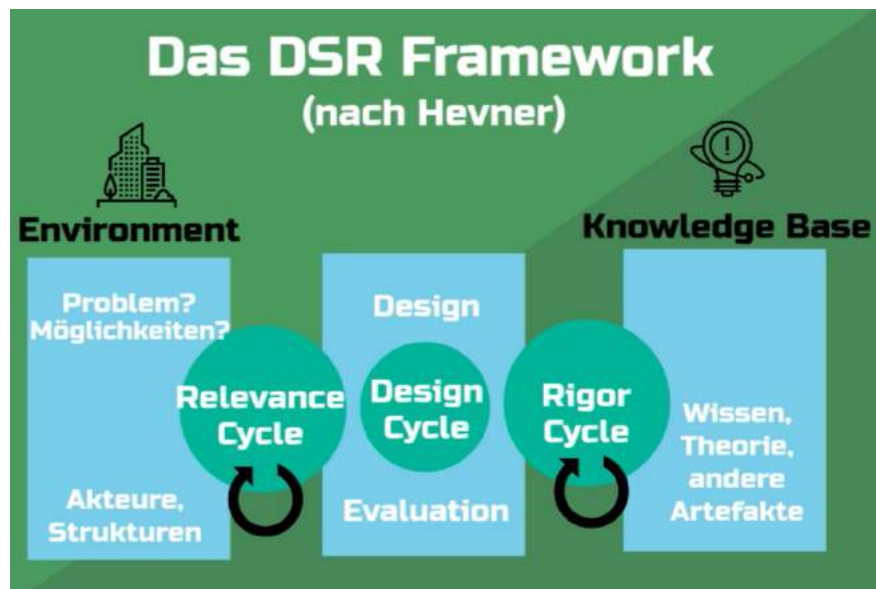 Das DSR Framework
(nach Hevner)
Environment
Knowledge Base
Problem?
Möglichkeiten?
Relevance
Cycle
Akteure,
Strukturen
Design
Design
Cycle
Evaluation
Rigor
Cycle
Wissen,
Theorie,
andere
Artefakte